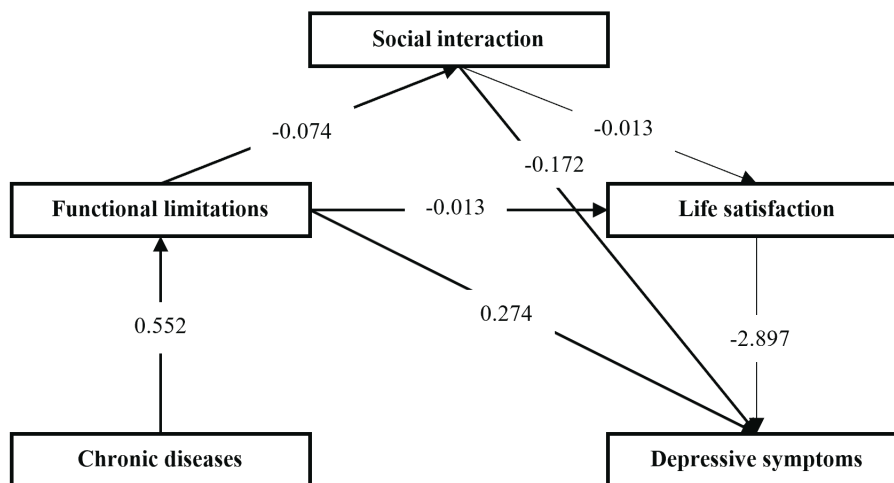 Social interaction
-0.074
-0.013
-0.172
Functional limitations
-0.013
Life satisfaction
0.552
0.274
-2.897
Chronic diseases
Depressive symptoms